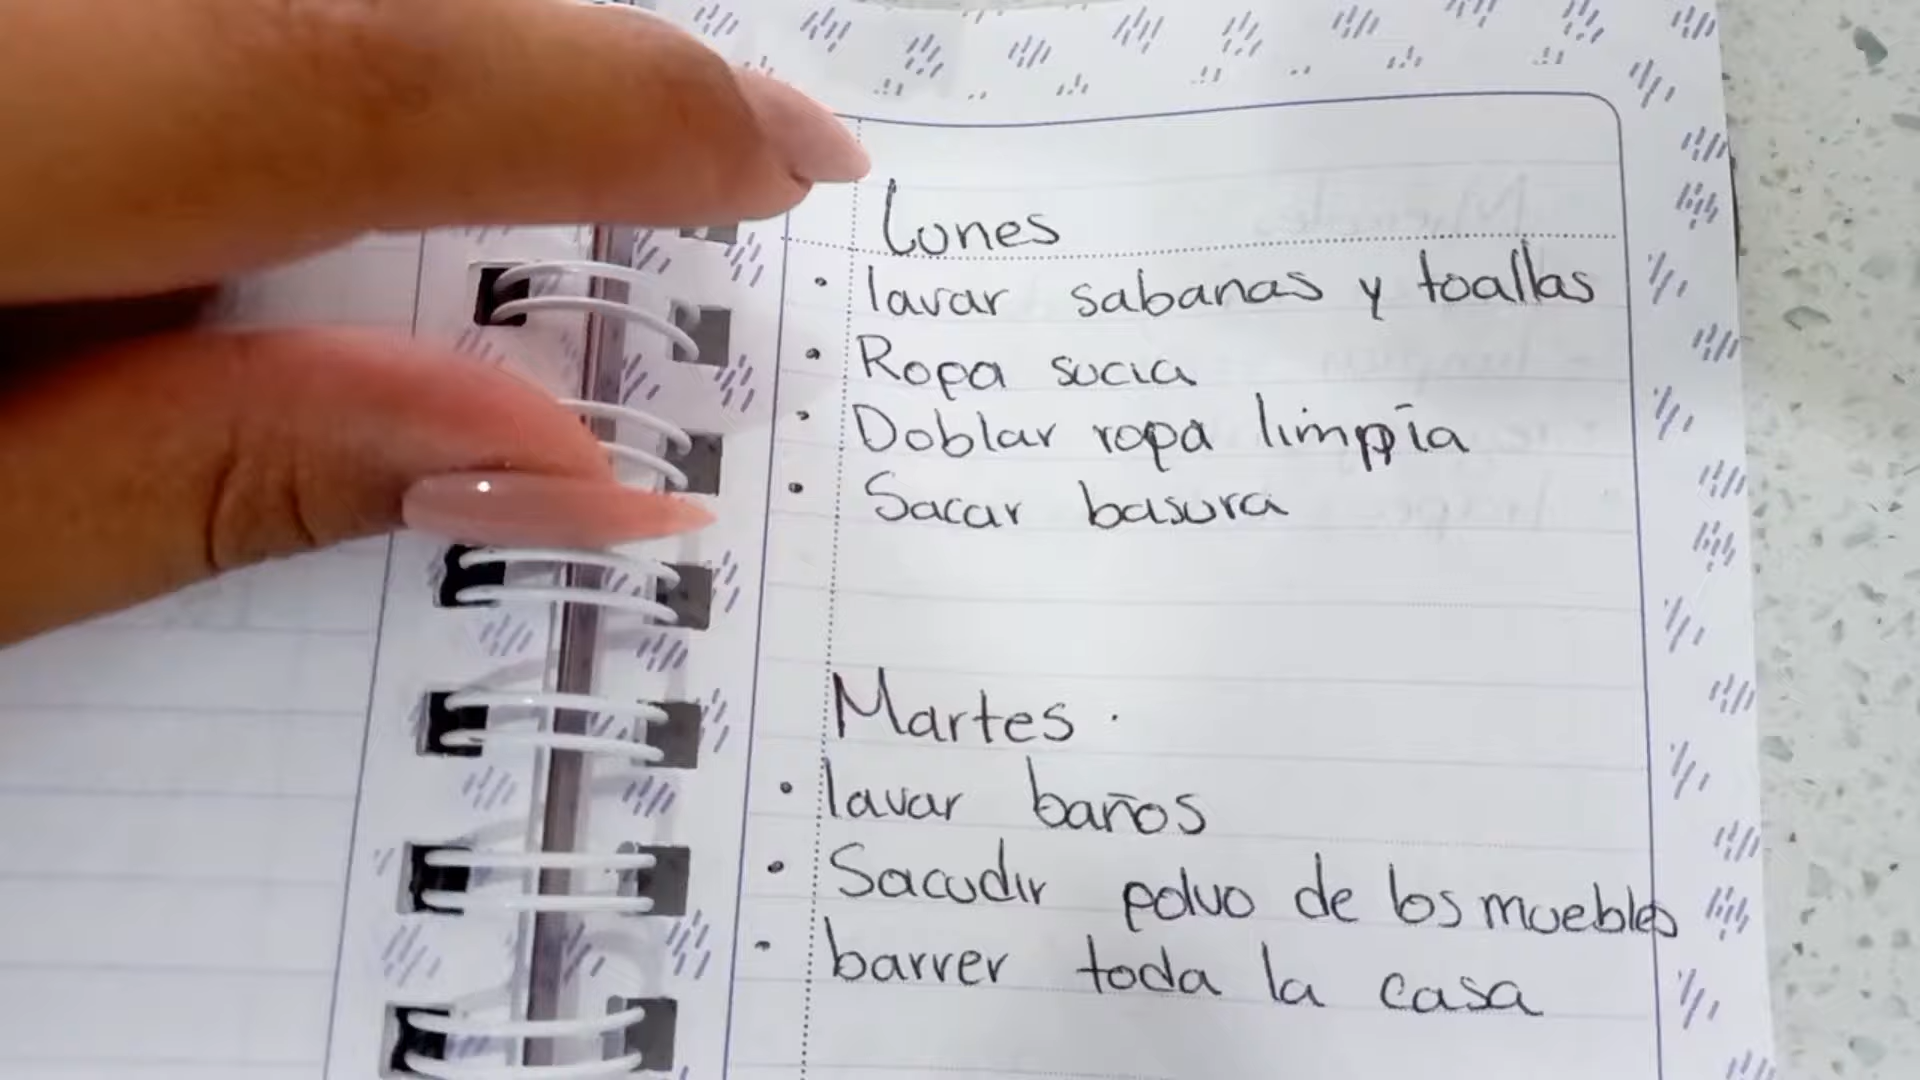 Lunes
• lavar sabanas y toallas
• Ropa sucia
• Doblar ropa limpia
• Sacar basura
Martes.
• lavar baños
• Sacudir polvo de los muebles
• barrer toda la casa